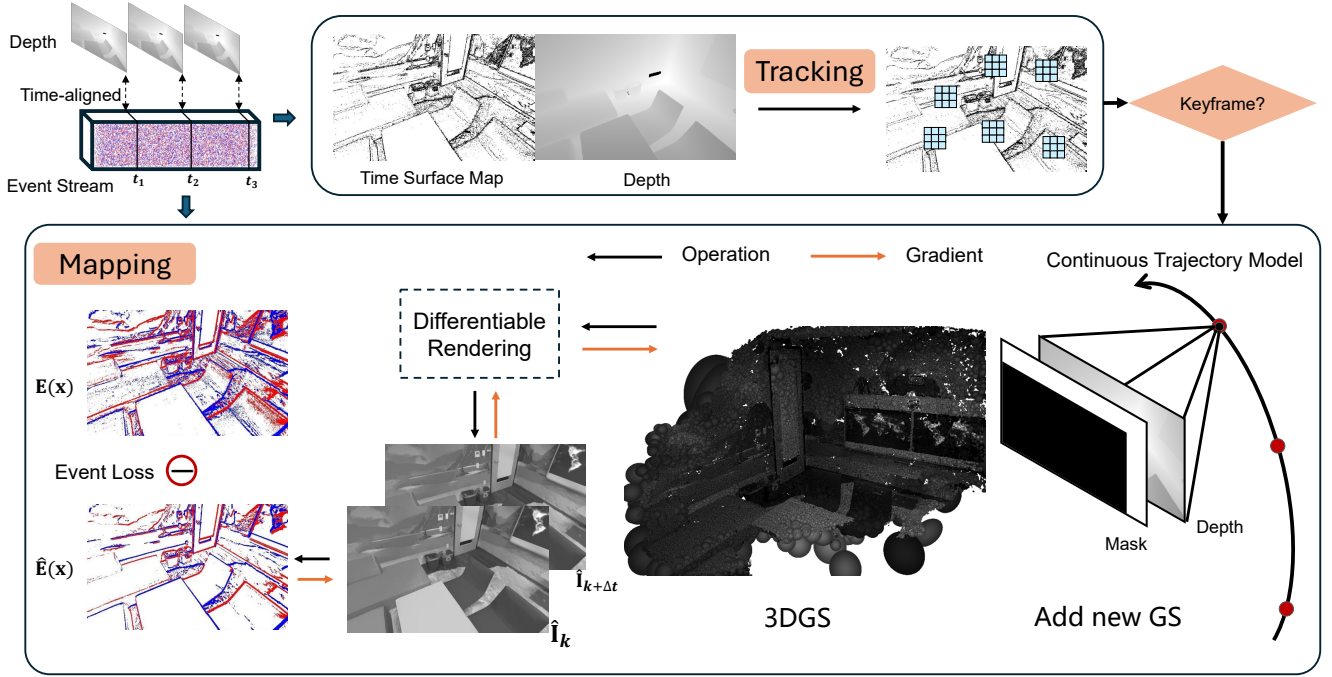 Depth
Time-aligned
Event Stream
t₁ t₂ t₃
Time Surface Map
Depth
Tracking
Keyframe?
Mapping
Operation
Gradient
Continuous Trajectory Model
E(x)
Differentiable
Rendering
Event Loss
Ê(x)
Î_{k+Δt}
Î_k
3DGS
Mask
Depth
Add new GS